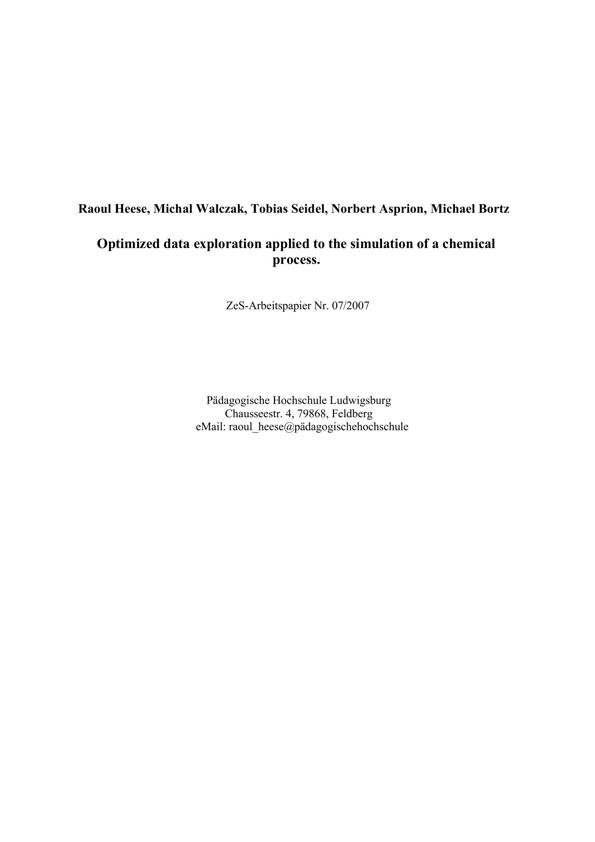 Raoul Heese, Michal Walczak, Tobias Seidel, Norbert Asprion, Michael Bortz
Optimized data exploration applied to the simulation of a chemical
process.
ZeS-Arbeitspapier Nr. 07/2007
Pädagogische Hochschule Ludwigsburg
Chausseestr. 4, 79868, Feldberg
eMail: raoul_heese@pädagogischehochschule